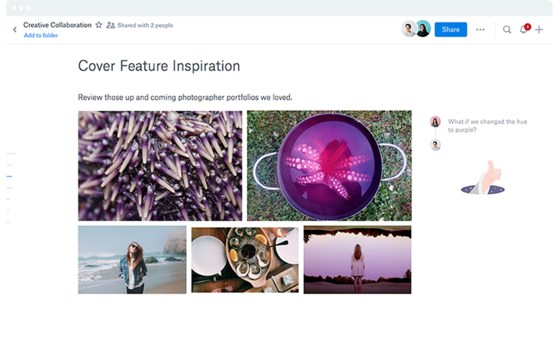 Creative Collaboration
Shared with 2 people
Add to folder
Share
Cover Feature Inspiration
Review those up and coming photographer portfolios we loved.
What if we changed the hue
to purple?